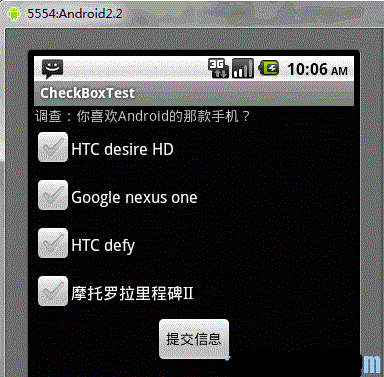 5554:Android2.2
3G 10:06 AM
CheckBoxTest
调查：你喜欢Android的那款手机？
HTC desire HD
Google nexus one
HTC defy
摩托罗拉里程碑II
提交信息
m